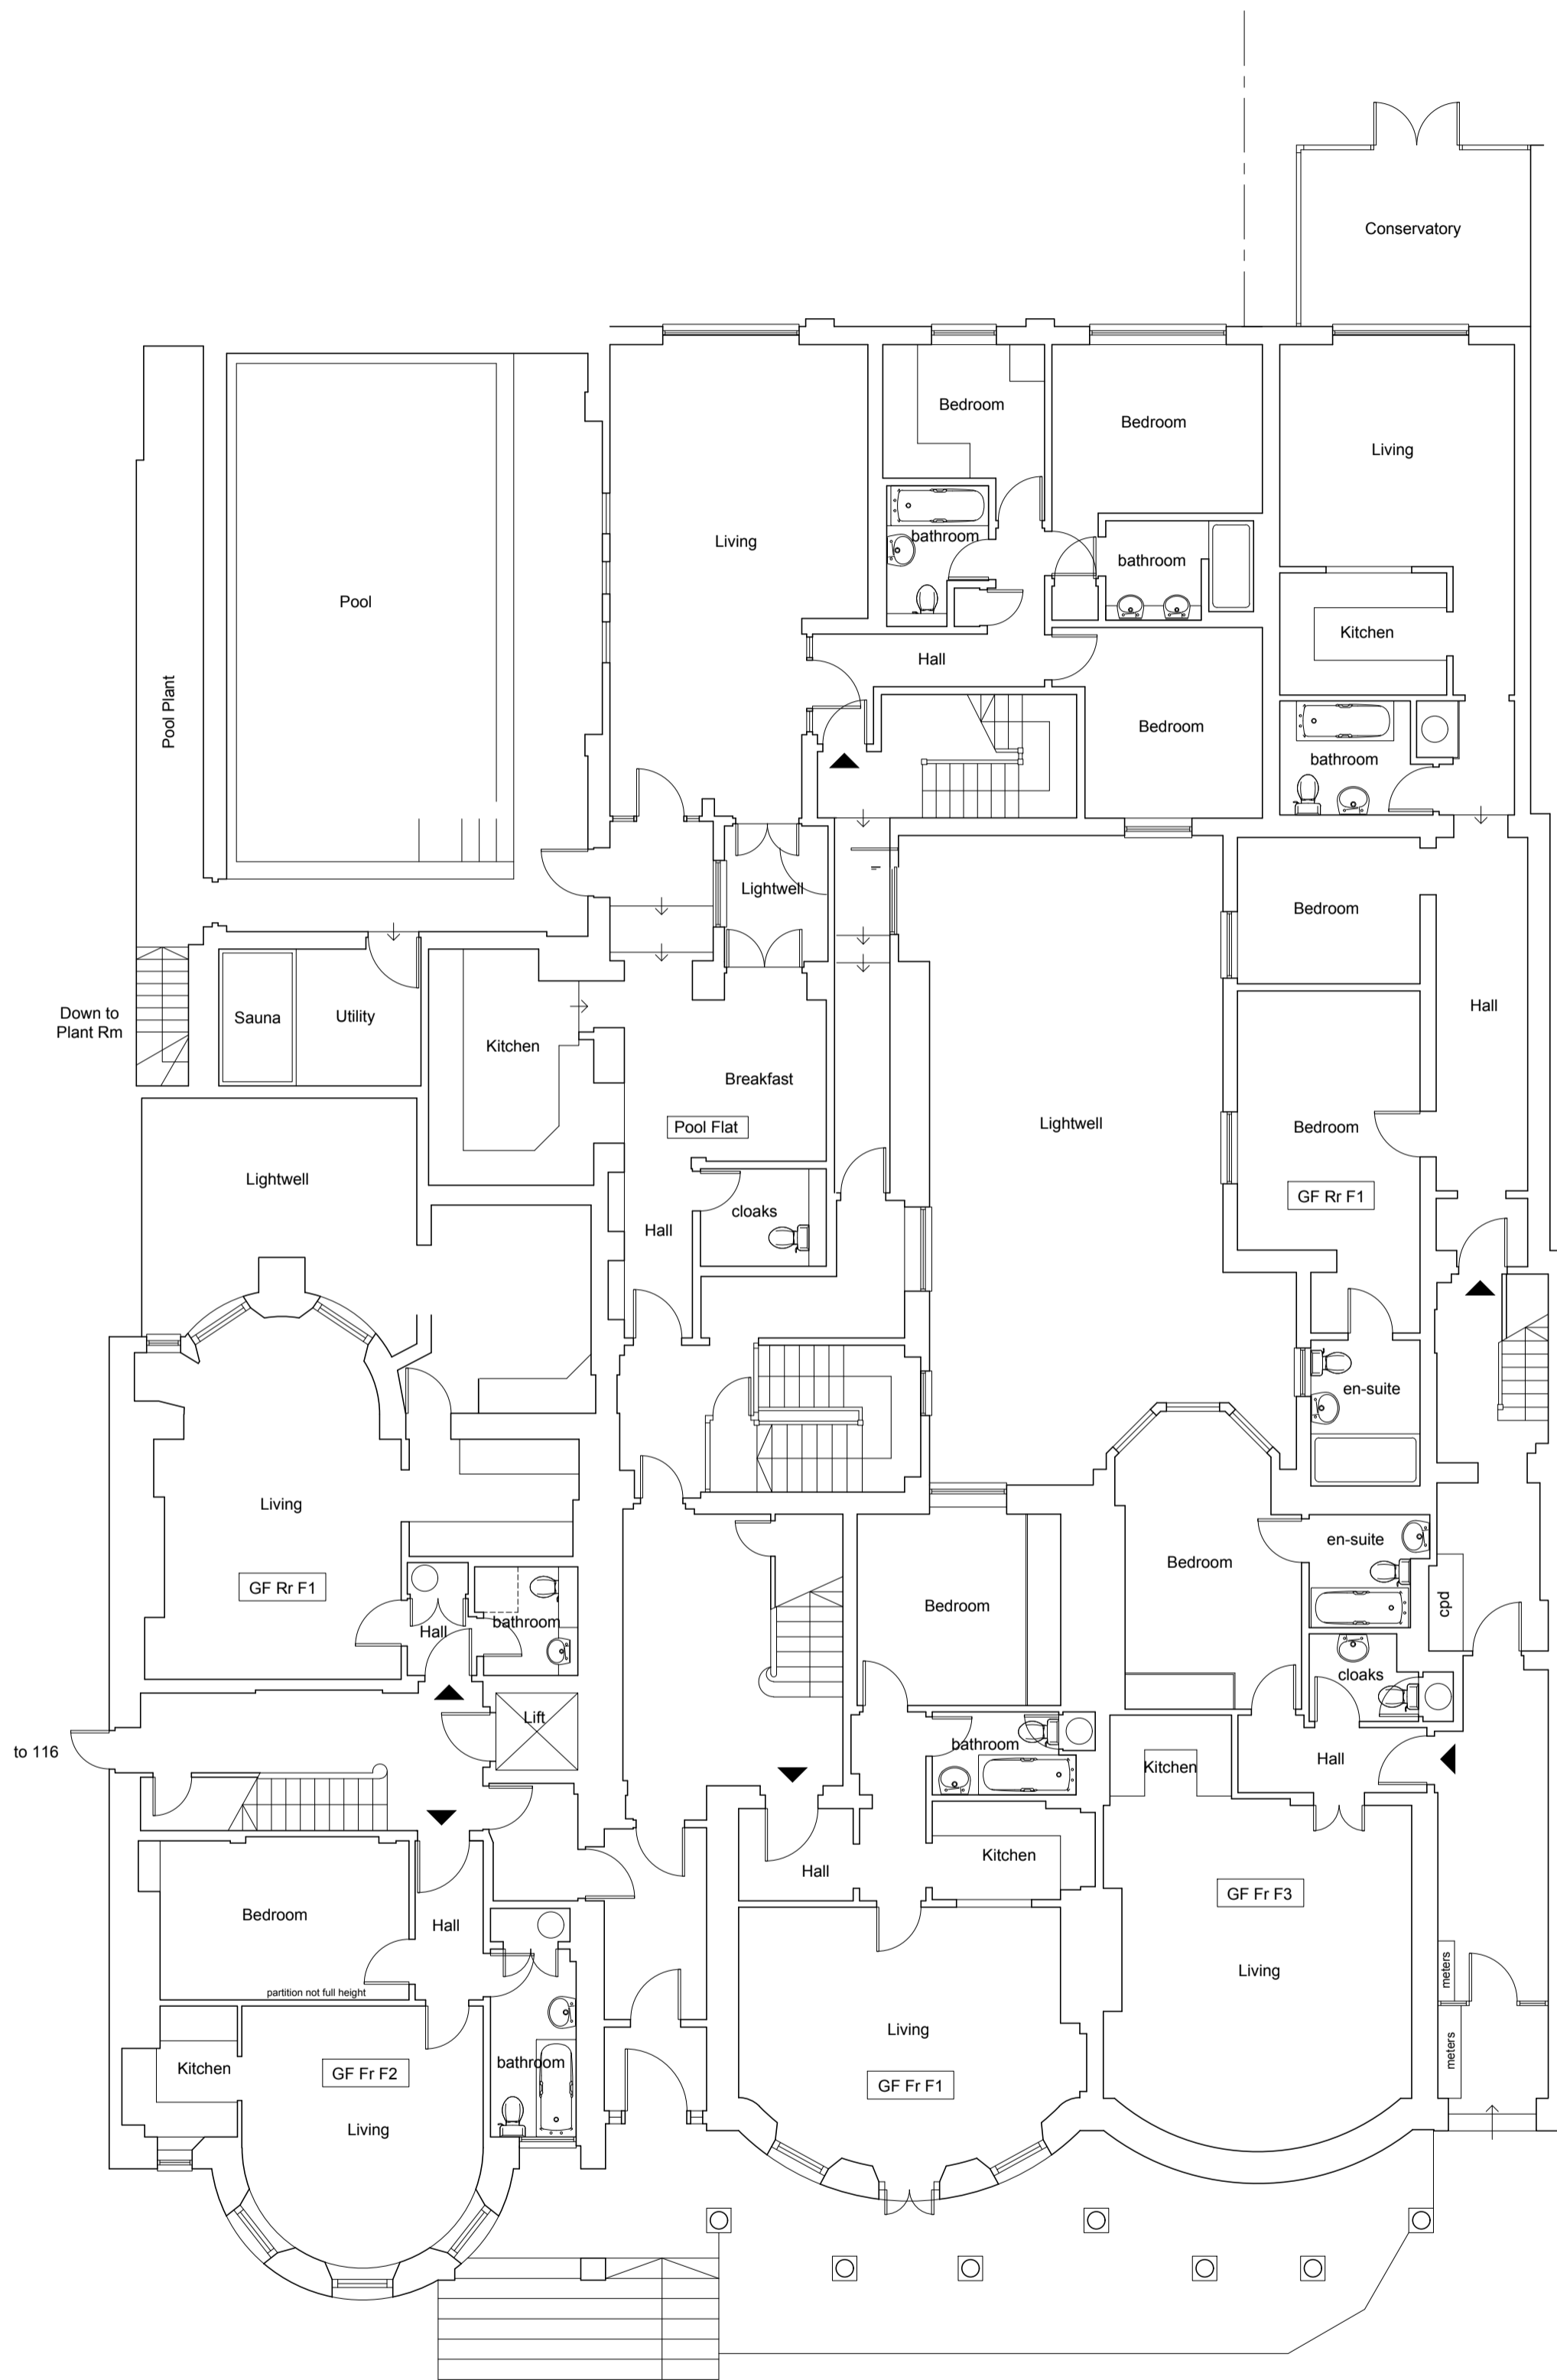 Conservatory
Bedroom
Bedroom
Living
Living
bathroom
bathroom
Pool
Kitchen
Hall
Pool Plant
Bedroom
bathroom
Lightwell
Bedroom
Down to
Plant Rm
Sauna
Utility
Kitchen
Hall
Breakfast
Pool Flat
Lightwell
Bedroom
Lightwell
GF Rr F1
cloaks
Hall
en-suite
Living
en-suite
Bedroom
GF Rr F1
Bedroom
cpd
Hall
bathroom
cloaks
Lift
to 116
bathroom
Hall
Kitchen
Kitchen
Hall
GF Fr F3
Bedroom
Hall
Living
meters
partition not full height
Living
meters
Kitchen
GF Fr F2
bathroom
GF Fr F1
Living